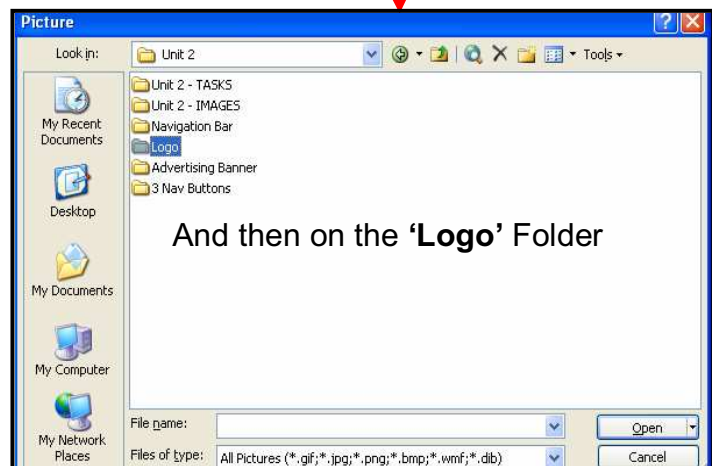 Picture
Look in:
Unit 2
Tools
My Recent
Documents
Desktop
My Documents
My Computer
My Network
Places
Unit 2 - TASKS
Unit 2 - IMAGES
Navigation Bar
Logo
Advertising Banner
3 Nav Buttons
And then on the ‘Logo’ Folder
File name:
Open
Files of type:
All Pictures (*.gif;*.jpg;*.png;*.bmp;*.wmf;*.dib)
Cancel